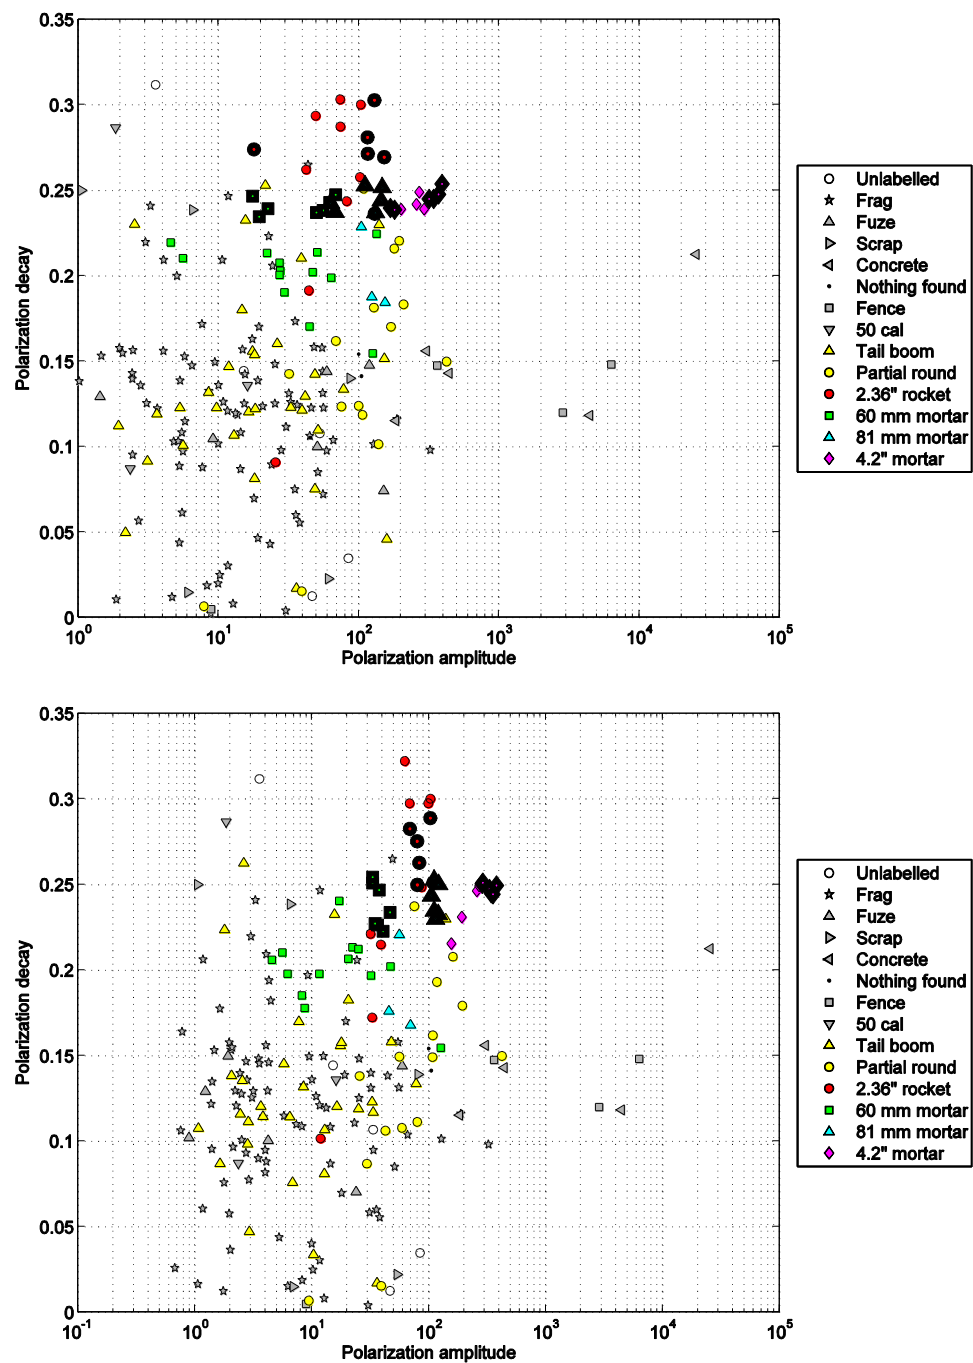 0.35
0.3
0.25
0.2
0.15
0.1
0.05
0
Polarization decay
10^0 10^1 10^2 10^3 10^4 10^5
Polarization amplitude
Unlabelled
Frag
Fuze
Scrap
Concrete
Nothing found
Fence
50 cal
Tail boom
Partial round
2.36" rocket
60 mm mortar
81 mm mortar
4.2" mortar
0.35
0.3
0.25
0.2
0.15
0.1
0.05
0
Polarization decay
10^-1 10^0 10^1 10^2 10^3 10^4 10^5
Polarization amplitude
Unlabelled
Frag
Fuze
Scrap
Concrete
Nothing found
Fence
50 cal
Tail boom
Partial round
2.36" rocket
60 mm mortar
81 mm mortar
4.2" mortar